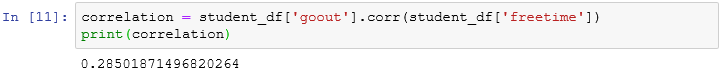 In [11]: correlation = student_df['goout'].corr(student_df['freetime'])
print(correlation)
0.28501871496820264